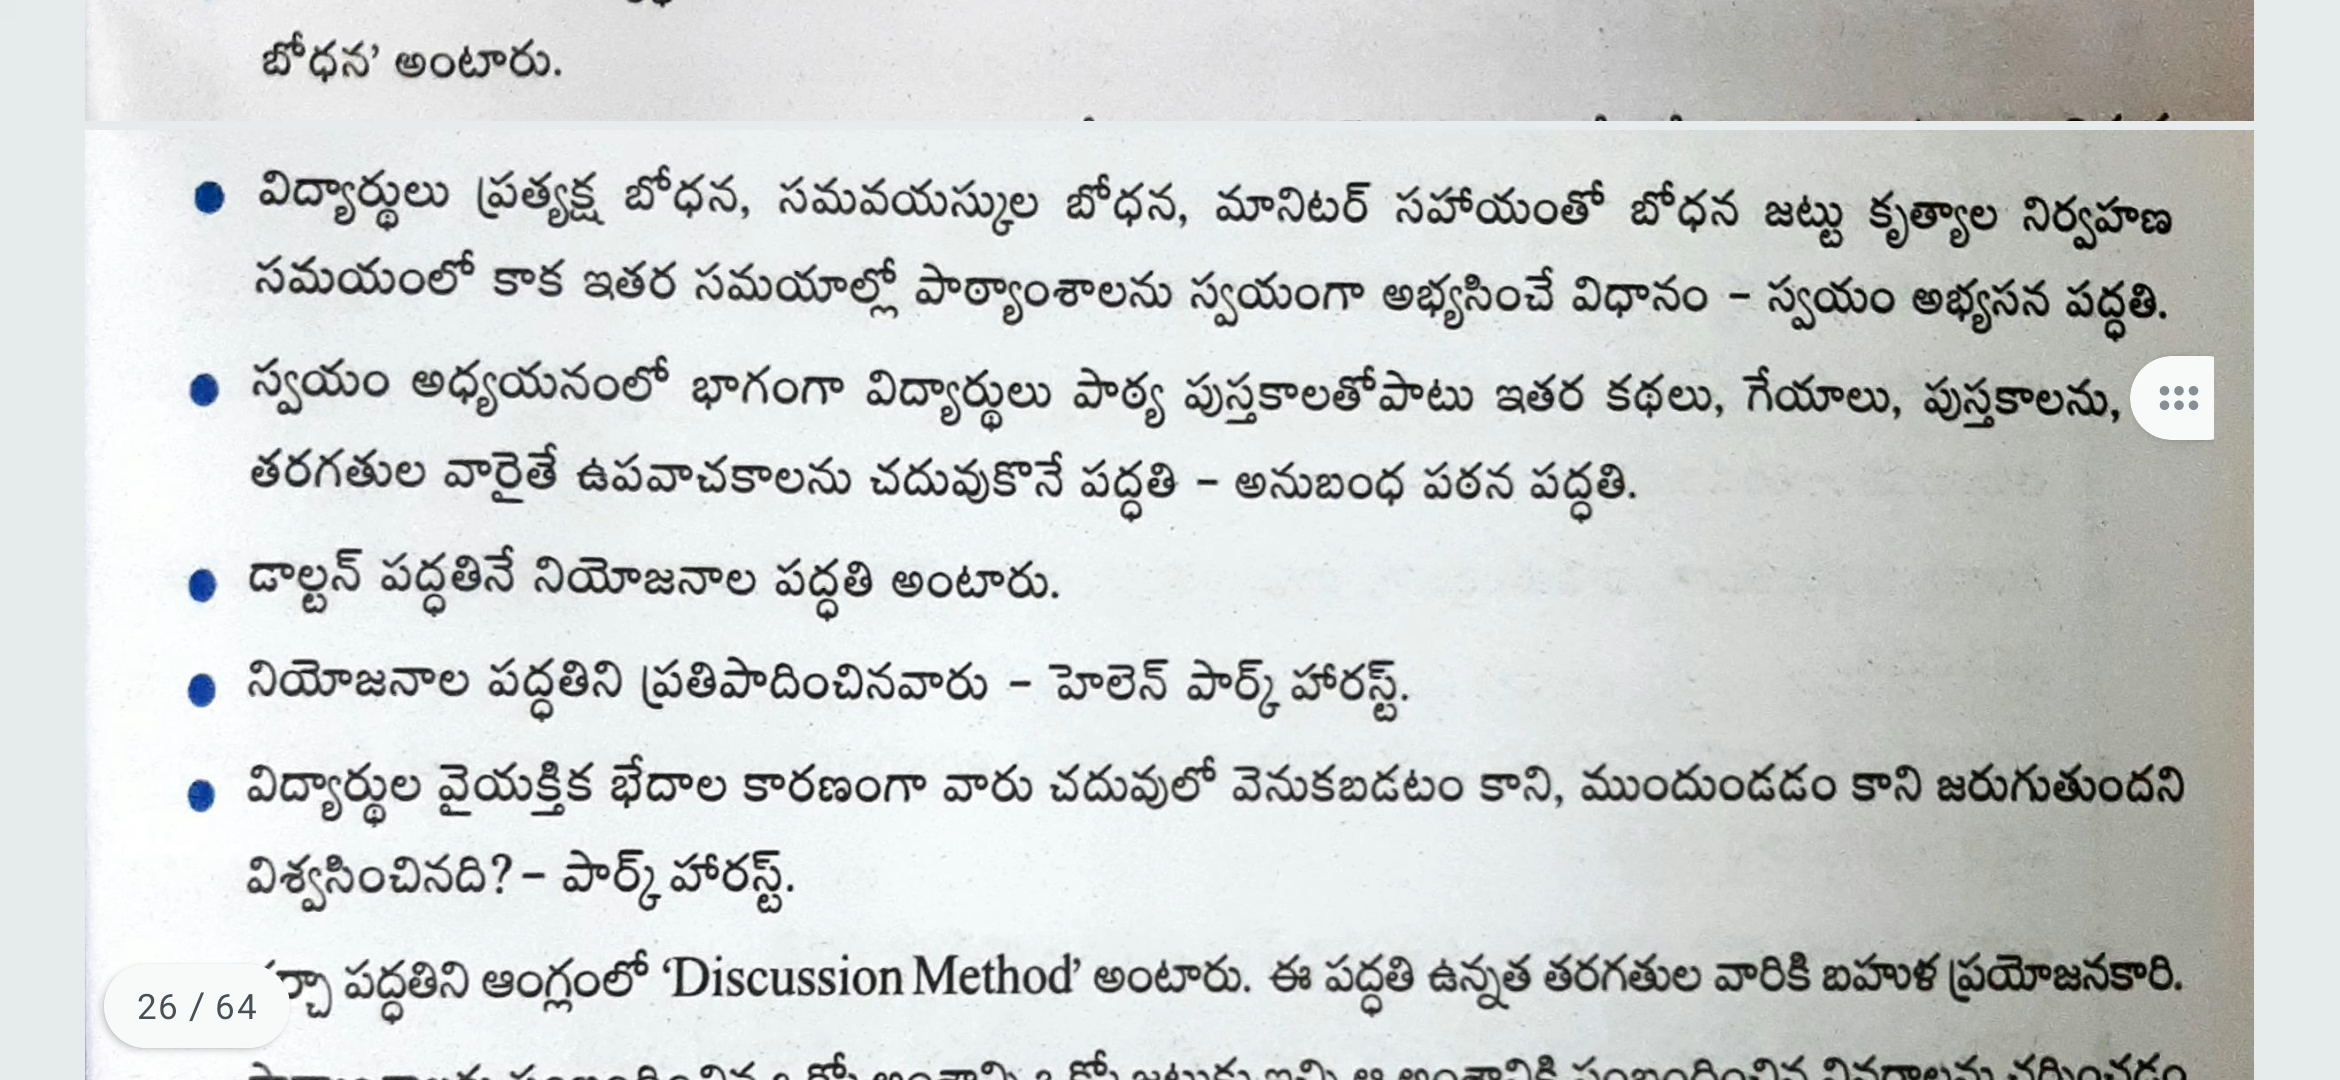 బోధన’ అంటారు.
విద్యార్థులు ప్రత్యక్ష బోధన, సమవయస్కుల బోధన, మానిటర్ సహాయంతో బోధన జట్టు కృత్యాల నిర్వహణ
సమయంలో కాక ఇతర సమయాల్లో పాఠ్యాంశాలను స్వయంగా అభ్యసించే విధానం – స్వయం అభ్యసన పద్ధతి.
స్వయం అధ్యయనంలో భాగంగా విద్యార్థులు పాఠ్య పుస్తకాలతోపాటు ఇతర కథలు, గేయాలు, పుస్తకాలను,
తరగతుల వారైతే ఉపవాచకాలను చదువుకొనే పద్ధతి – అనుబంధ పఠన పద్ధతి.
డాల్టన్ పద్ధతినే నియోజనాల పద్ధతి అంటారు.
నియోజనాల పద్ధతిని ప్రతిపాదించినవారు – హెలెన్ పార్క్ హారస్ట్.
విద్యార్థుల వైయక్తిక భేదాల కారణంగా వారు చదువులో వెనుకబడటం కాని, ముందుండడం కాని జరుగుతుందని
విశ్వసించినది? – పార్క్ హారస్ట్.
పద్ధతిని ఆంగ్లంలో ‘Discussion Method’ అంటారు. ఈ పద్ధతి ఉన్నత తరగతుల వారికి బహుళ ప్రయోజనకారి.
26 / 64